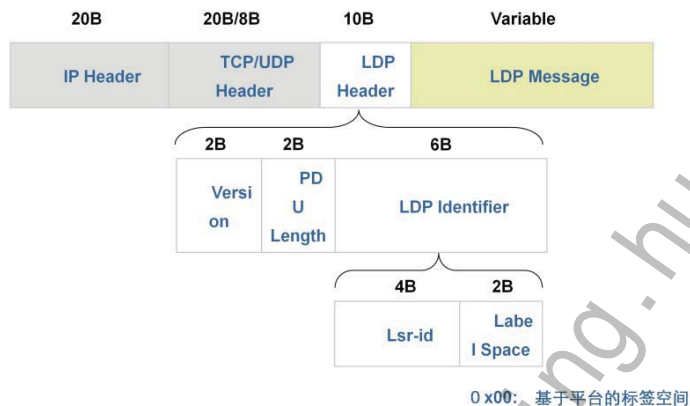 20B 20B/8B 10B Variable
IP Header TCP/UDP Header LDP Header LDP Message
2B 2B 6B
Versi on PD U Length LDP Identifier
4B 2B
Lsr-id Labe l Space
0 x00: 基于平台的标签空间